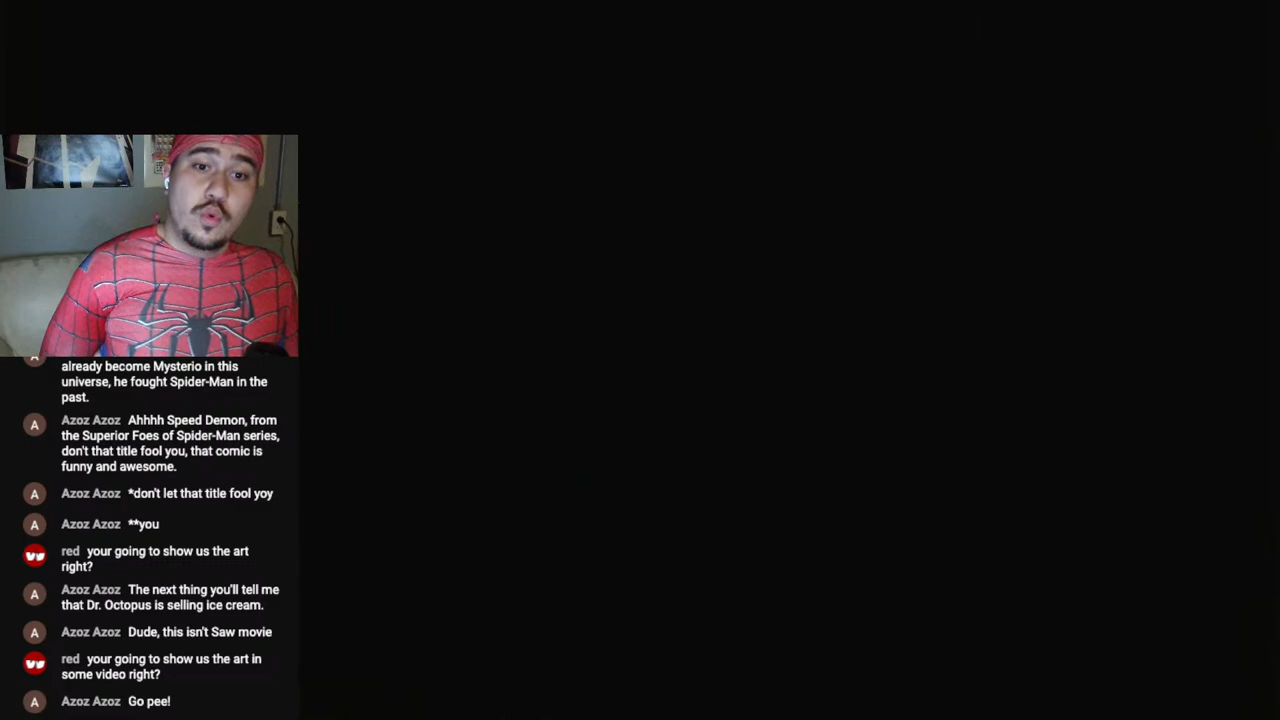 already become Mysterio in this
universe, he fought Spider-Man in the
past.
Azoz Azoz Ahhhh Speed Demon, from
the Superior Foes of Spider-Man series,
don't that title fool you, that comic is
funny and awesome.
Azoz Azoz *don't let that title fool yoy
Azoz Azoz **you
red your going to show us the art
right?
Azoz Azoz The next thing you'll tell me
that Dr. Octopus is selling ice cream.
Azoz Azoz Dude, this isn't Saw movie
red your going to show us the art in
some video right?
Azoz Azoz Go pee!